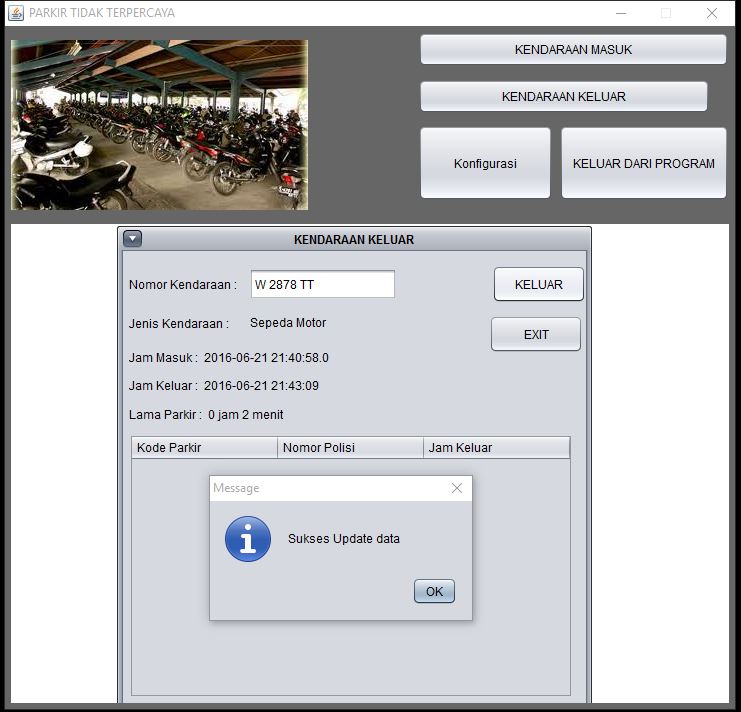 PARKIR TIDAK TERPERCAYA
KENDARAAN MASUK
KENDARAAN KELUAR
Konfigurasi
KELUAR DARI PROGRAM
KENDARAAN KELUAR
Nomor Kendaraan :
W 2878 TT
KELUAR
Jenis Kendaraan :
Sepeda Motor
EXIT
Jam Masuk : 2016-06-21 21:40:58.0
Jam Keluar : 2016-06-21 21:43:09
Lama Parkir : 0 jam 2 menit
Kode Parkir
Nomor Polisi
Jam Keluar
Message
Sukses Update data
OK